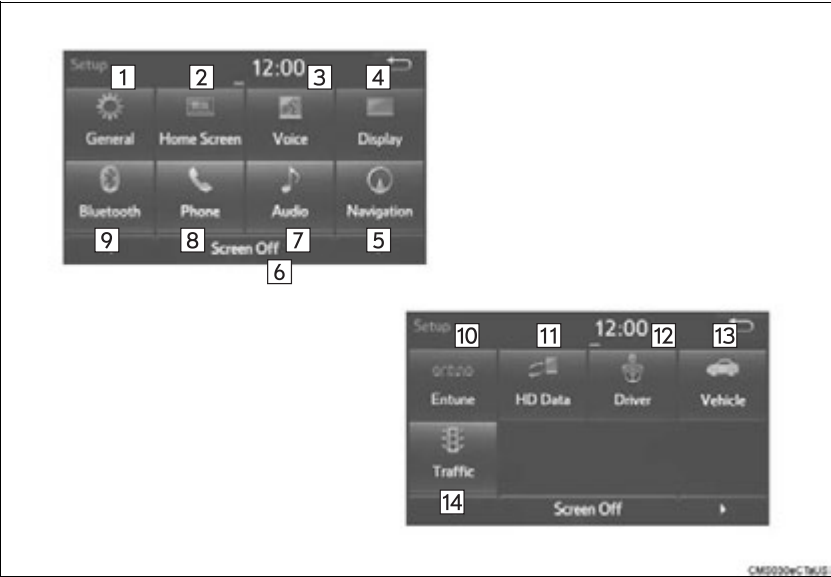 Setup 12:00
1 2 3 4
General Home Screen Voice Display
Bluetooth Phone Audio Navigation
9 8 7 5
Screen Off
6
Setup 12:00
10 11 12 13
entune
Entune HD Data Driver Vehicle
Traffic
14
Screen Off
CMS030eCTaUS